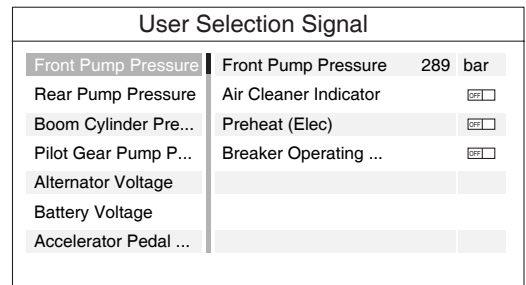 User Selection Signal
Front Pump Pressure Front Pump Pressure 289 bar
Rear Pump Pressure Air Cleaner Indicator OFF
Boom Cylinder Pre... Preheat (Elec) OFF
Pilot Gear Pump P... Breaker Operating ... OFF
Alternator Voltage
Battery Voltage
Accelerator Pedal ...